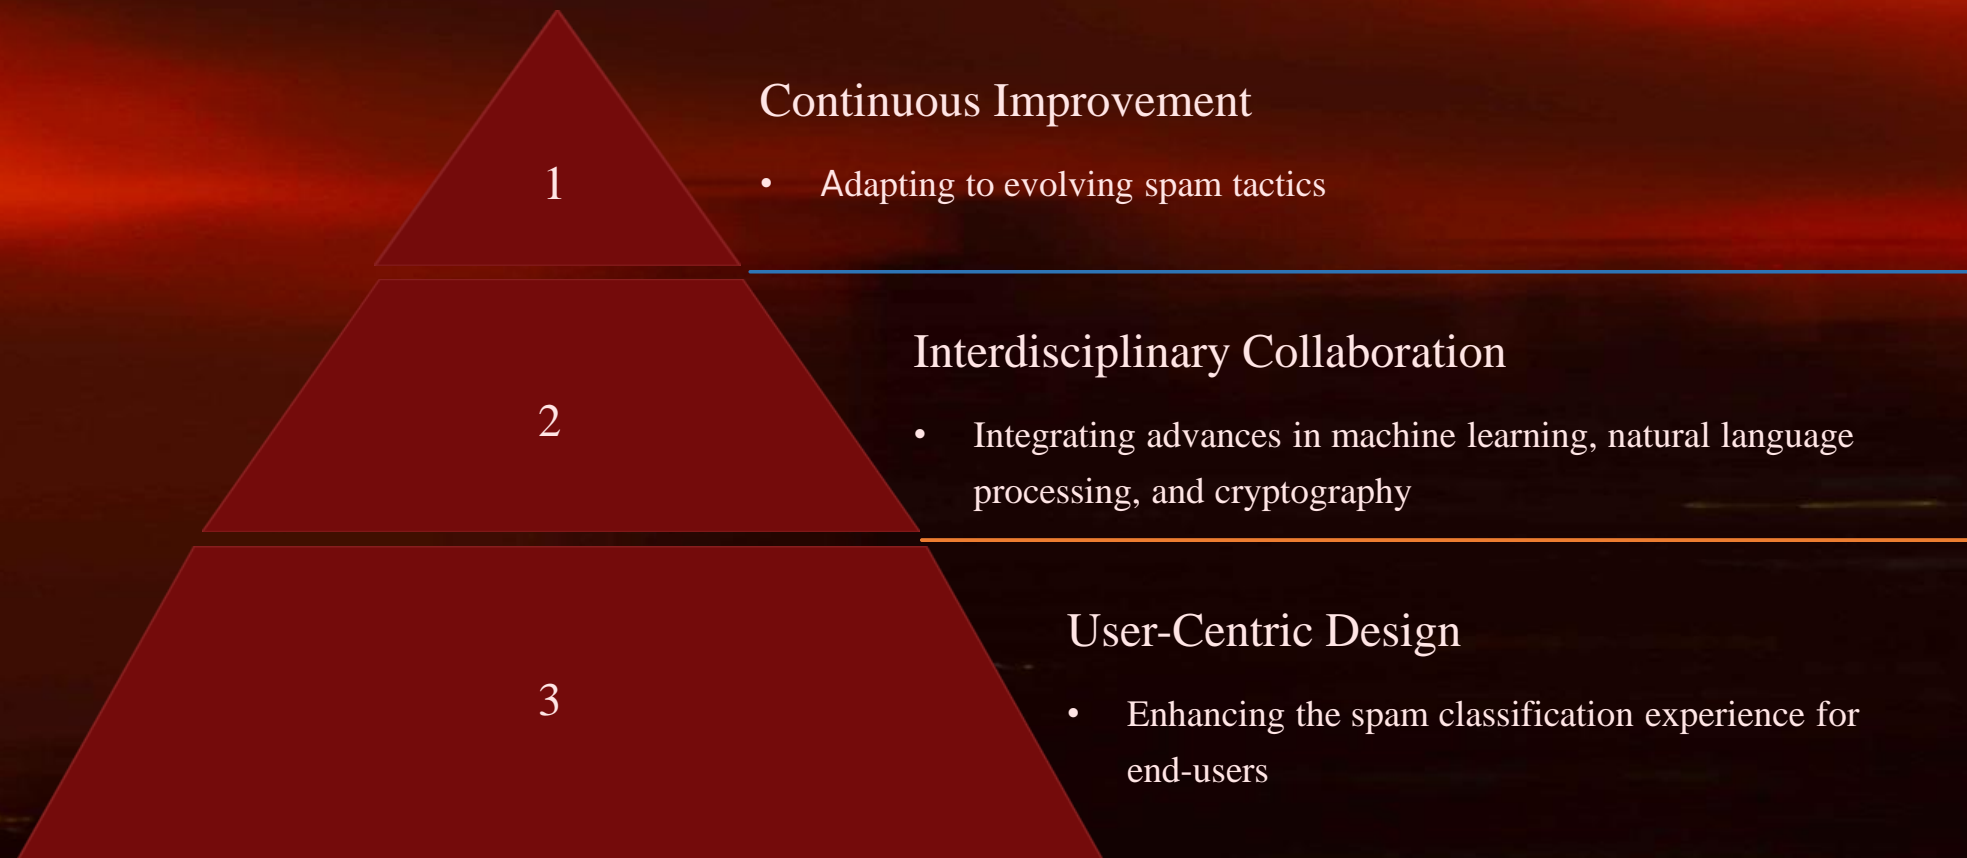 1
Continuous Improvement
• Adapting to evolving spam tactics
2
Interdisciplinary Collaboration
• Integrating advances in machine learning, natural language
processing, and cryptography
3
User-Centric Design
• Enhancing the spam classification experience for
end-users